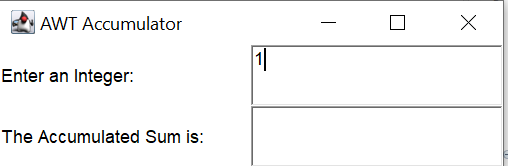 AWT Accumulator
Enter an Integer:
1
The Accumulated Sum is: